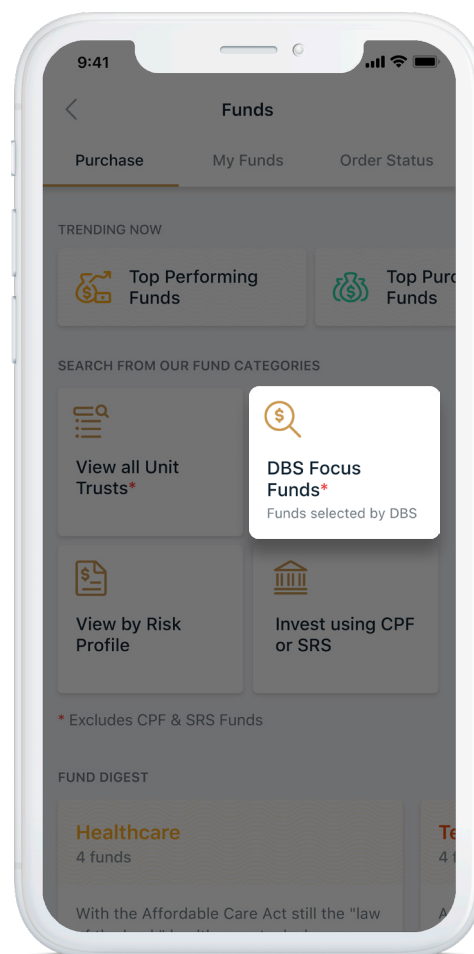 9:41
Funds
Purchase My Funds Order Status
TRENDING NOW
Top Performing
Funds
Top Purc
Funds
SEARCH FROM OUR FUND CATEGORIES
View all Unit
Trusts*
DBS Focus
Funds*
Funds selected by DBS
View by Risk
Profile
Invest using CPF
or SRS
* Excludes CPF & SRS Funds
FUND DIGEST
Healthcare
4 funds
Te
4 f
With the Affordable Care Act still the "law
A